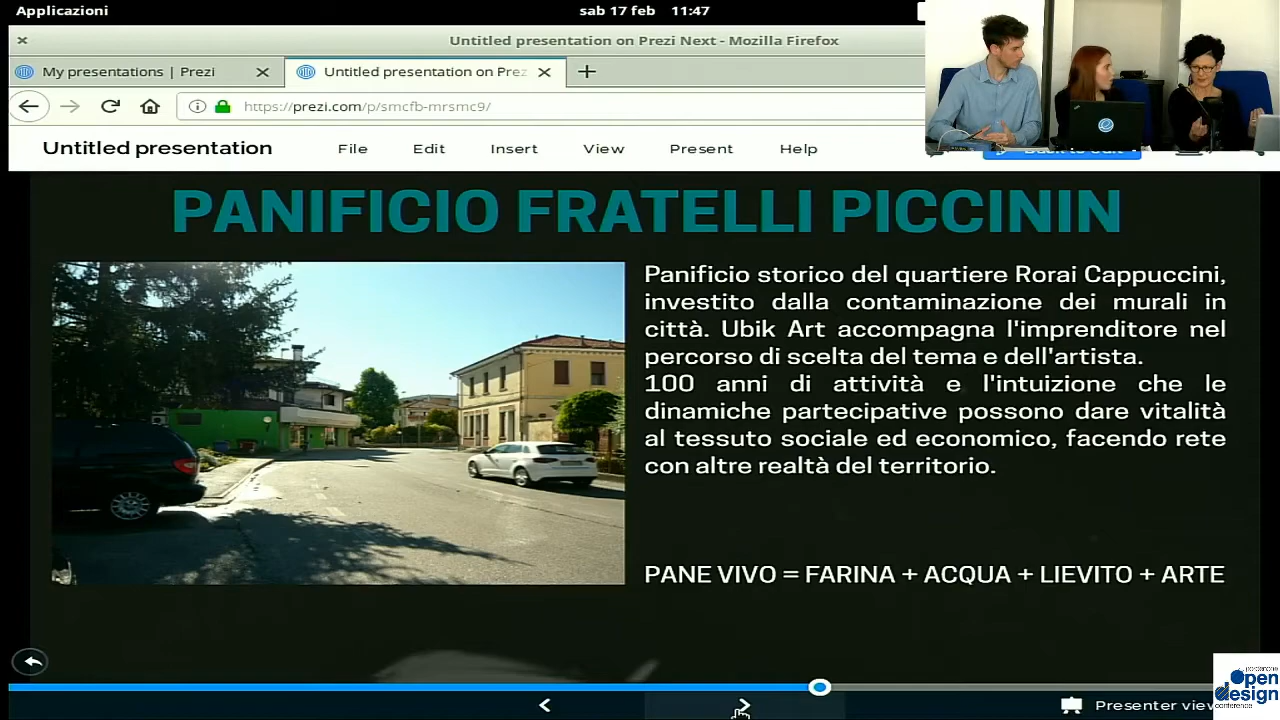 Applicazioni
sab 17 feb 11:47
Untitled presentation on Prezi Next - Mozilla Firefox
My presentations | Prezi
Untitled presentation on Prez
https://prezi.com/p/smcfb-mrsmc9/
Untitled presentation
File Edit Insert View Present Help
Back to edit
PANIFICIO FRATELLI PICCININ
Panificio storico del quartiere Rorai Cappuccini,
investito dalla contaminazione dei murali in
città. Ubik Art accompagna l'imprenditore nel
percorso di scelta del tema e dell'artista.
100 anni di attività e l'intuizione che le
dinamiche partecipative possono dare vitalità
al tessuto sociale ed economico, facendo rete
con altre realtà del territorio.
PANE VIVO = FARINA + ACQUA + LIEVITO + ARTE
Presenter view
pordenone
open
design
conference